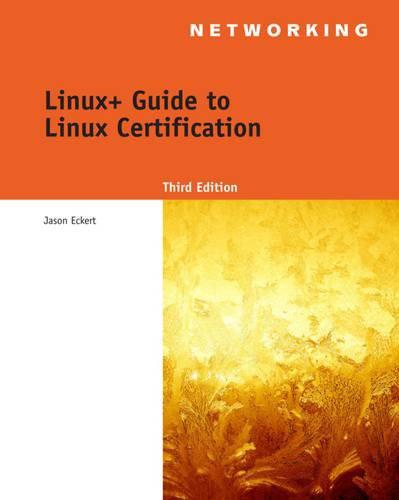 NETWORKING
Linux+ Guide to
Linux Certification
Third Edition
Jason Eckert